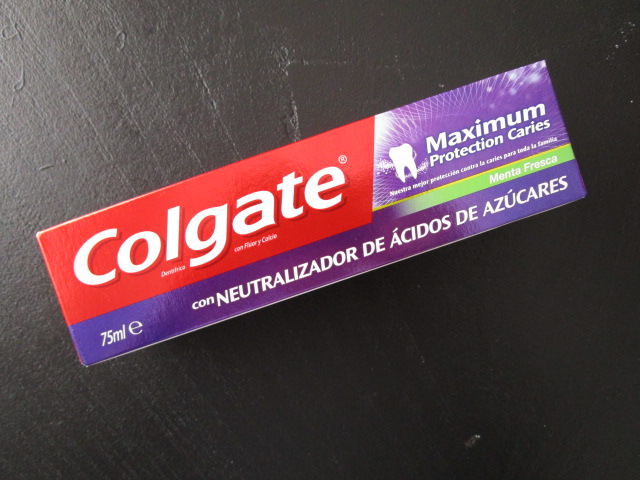 Colgate®
Dentífrico con Flúor y Calcio
Maximum
Protection Caries
Nuestra mejor protección contra la caries para toda la familia
Menta Fresca
con NEUTRALIZADOR DE ÁCIDOS DE AZÚCARES
75ml e